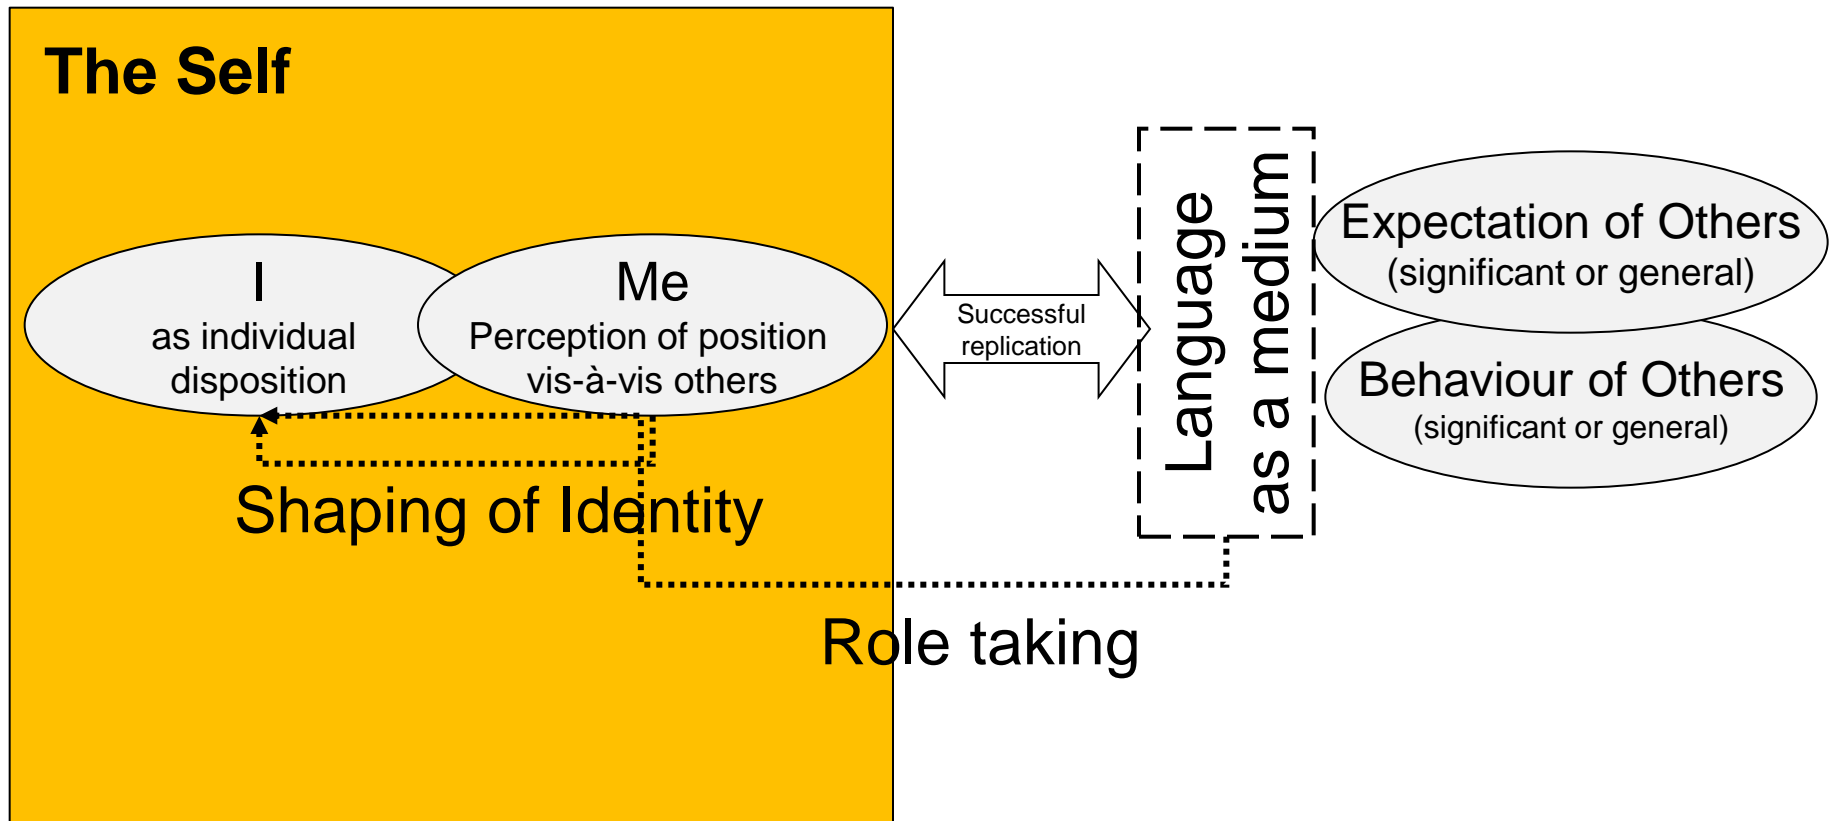 The Self
I
as individual
disposition
Me
Perception of position
vis-à-vis others
Shaping of Identity
Successful
replication
Language
as a medium
Expectation of Others
(significant or general)
Behaviour of Others
(significant or general)
Role taking